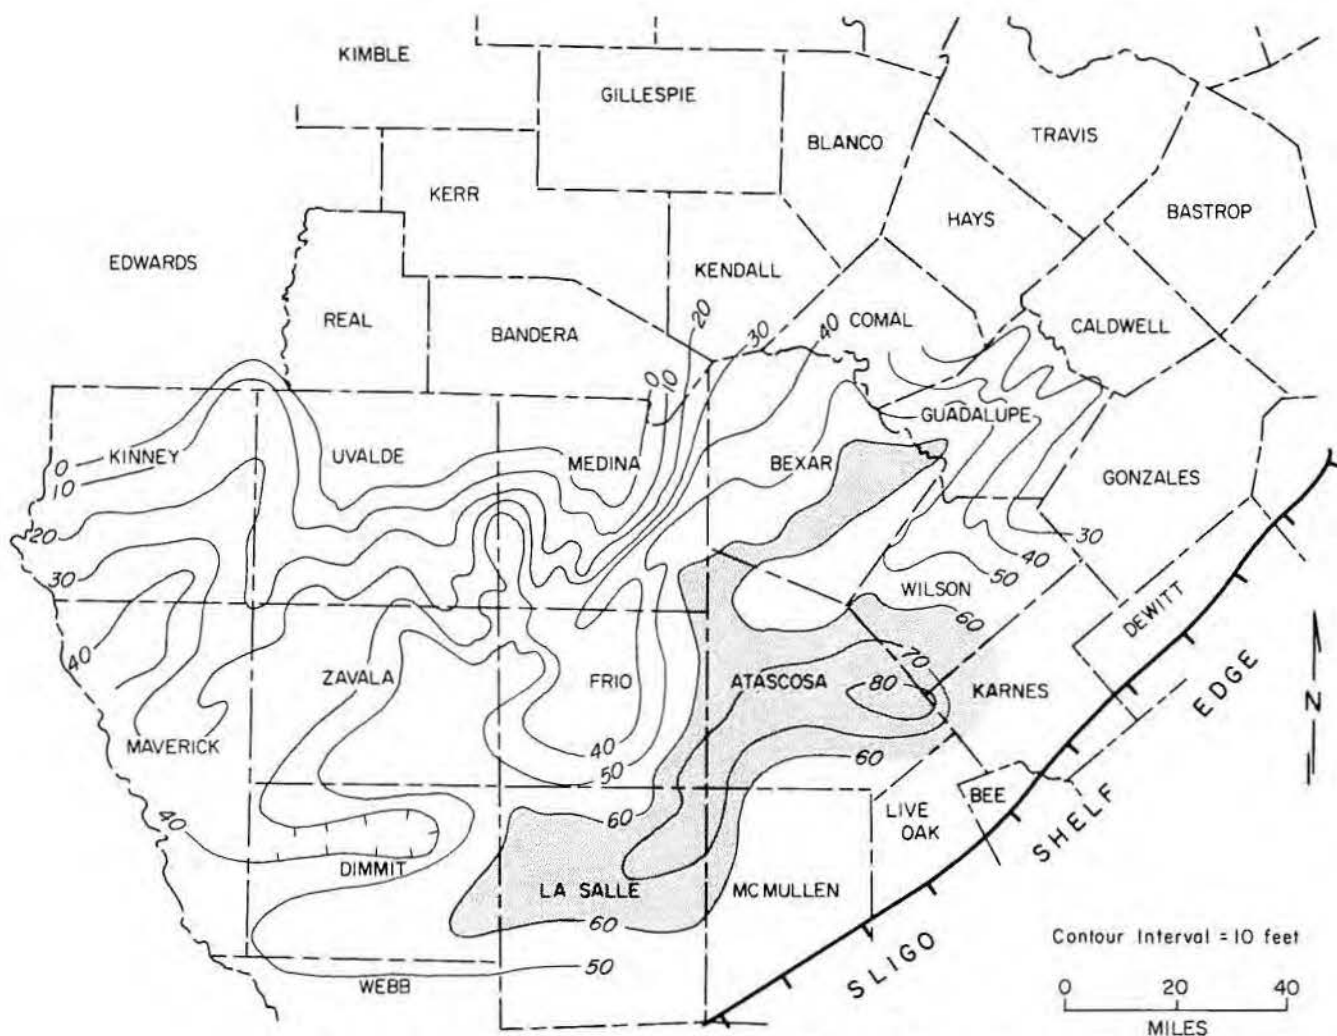 KIMBLE
GILLESPIE
BLANCO
TRAVIS
KERR
HAYS
BASTROP
EDWARDS
KENDALL
REAL
BANDERA
COMAL
CALDWELL
20
30
40
0
10
KINNEY
UVALDE
MEDINA
BEXAR
GUADALUPE
GONZALES
0
10
20
30
40
30
40
50
WILSON
60
DEWITT
70
80
ZAVALA
FRIO
ATASCOSA
KARNES
EDGE
N
MAVERICK
40
50
60
40
60
LIVE
OAK
BEE
SHELF
DIMMIT
LA SALLE
MC MULLEN
60
50
WEBB
SLIGO
Contour Interval = 10 feet
0 20 40
MILES